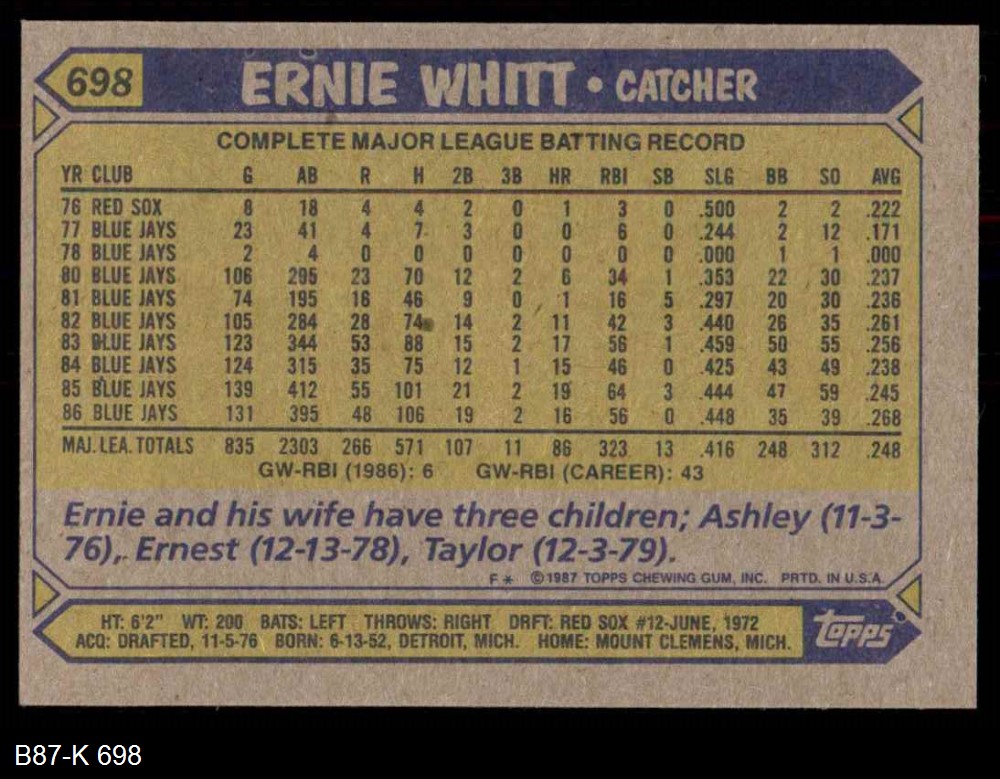 698 ERNIE WHITT • CATCHER
COMPLETE MAJOR LEAGUE BATTING RECORD
YR CLUB G AB R H 2B 3B HR RBI SB SLG BB SO AVG
76 RED SOX 8 18 4 4 2 0 1 3 0 .500 2 2 .222
77 BLUE JAYS 23 41 4 7 3 0 0 6 0 .244 2 12 .171
78 BLUE JAYS 2 4 0 0 0 0 0 0 0 .000 1 1 .000
80 BLUE JAYS 106 295 23 70 12 2 6 34 1 .353 22 30 .237
81 BLUE JAYS 74 195 16 46 9 0 1 16 5 .297 20 30 .236
82 BLUE JAYS 105 284 28 74 14 2 11 42 3 .440 26 35 .261
83 BLUE JAYS 123 344 53 88 15 2 17 56 1 .459 50 55 .256
84 BLUE JAYS 124 315 35 75 12 1 15 46 0 .425 43 49 .238
85 BLUE JAYS 139 412 55 101 21 2 19 64 3 .444 47 59 .245
86 BLUE JAYS 131 395 48 106 19 2 16 56 0 .448 35 39 .268
MAJ. LEA. TOTALS 835 2303 266 571 107 11 86 323 13 .416 248 312 .248
GW-RBI (1986): 6 GW-RBI (CAREER): 43
Ernie and his wife have three children; Ashley (11-3-
76), Ernest (12-13-78), Taylor (12-3-79).
F* © 1987 TOPPS CHEWING GUM, INC. PRTD. IN U.S.A.
HT: 6'2" WT: 200 BATS: LEFT THROWS: RIGHT DRFT: RED SOX #12-JUNE, 1972
ACQ: DRAFTED, 11-5-76 BORN: 6-13-52, DETROIT, MICH. HOME: MOUNT CLEMENS, MICH.
topps
B87-K 698